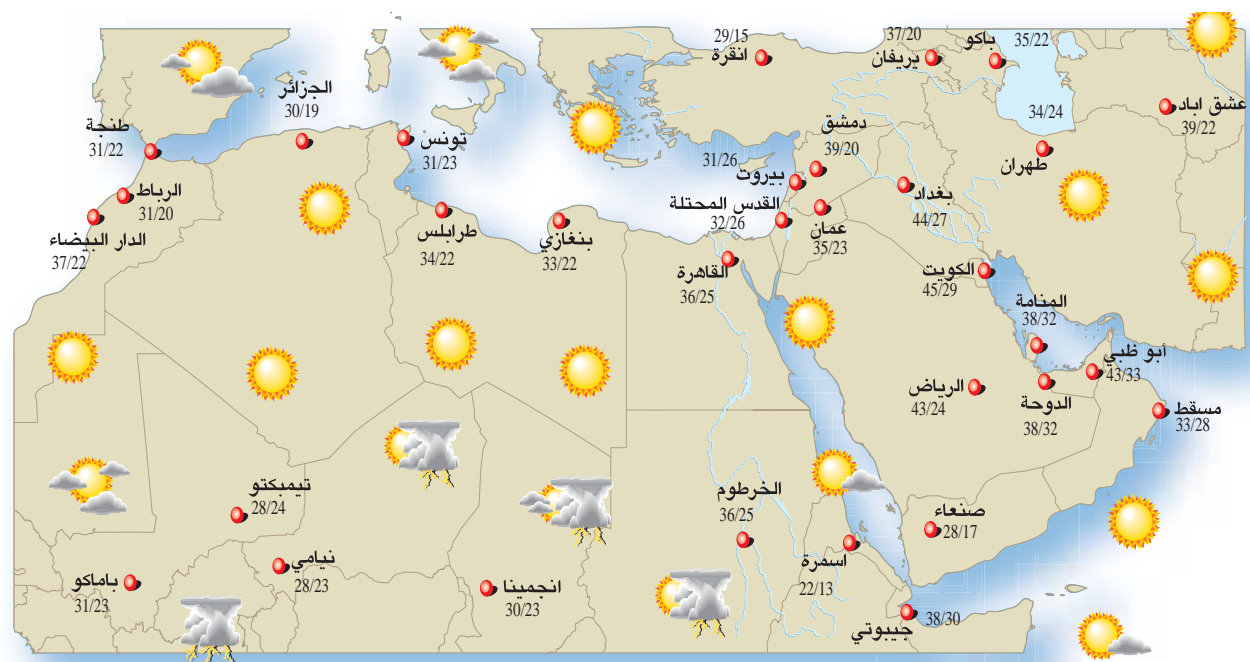 29/15
انقرة
37/20
يريفان
باكو
35/22
عشق اباد
39/22
34/24
طهران
الجزائر
30/19
طنجة
31/22
تونس
31/23
دمشق
39/20
31/26
بيروت
بغداد
44/27
الرباط
31/20
الدار البيضاء
37/22
طرابلس
34/22
بنغازي
33/22
القدس المحتلة
32/26
عمان
35/23
القاهرة
36/25
الكويت
45/29
المنامة
38/32
أبو ظبي
43/33
الرياض
43/24
الدوحة
38/32
مسقط
33/28
تيمبكتو
28/24
الخرطوم
36/25
صنعاء
28/17
نيامي
28/23
باماكو
31/23
انجمينا
30/23
اسمرة
22/13
38/30
جيبوتي